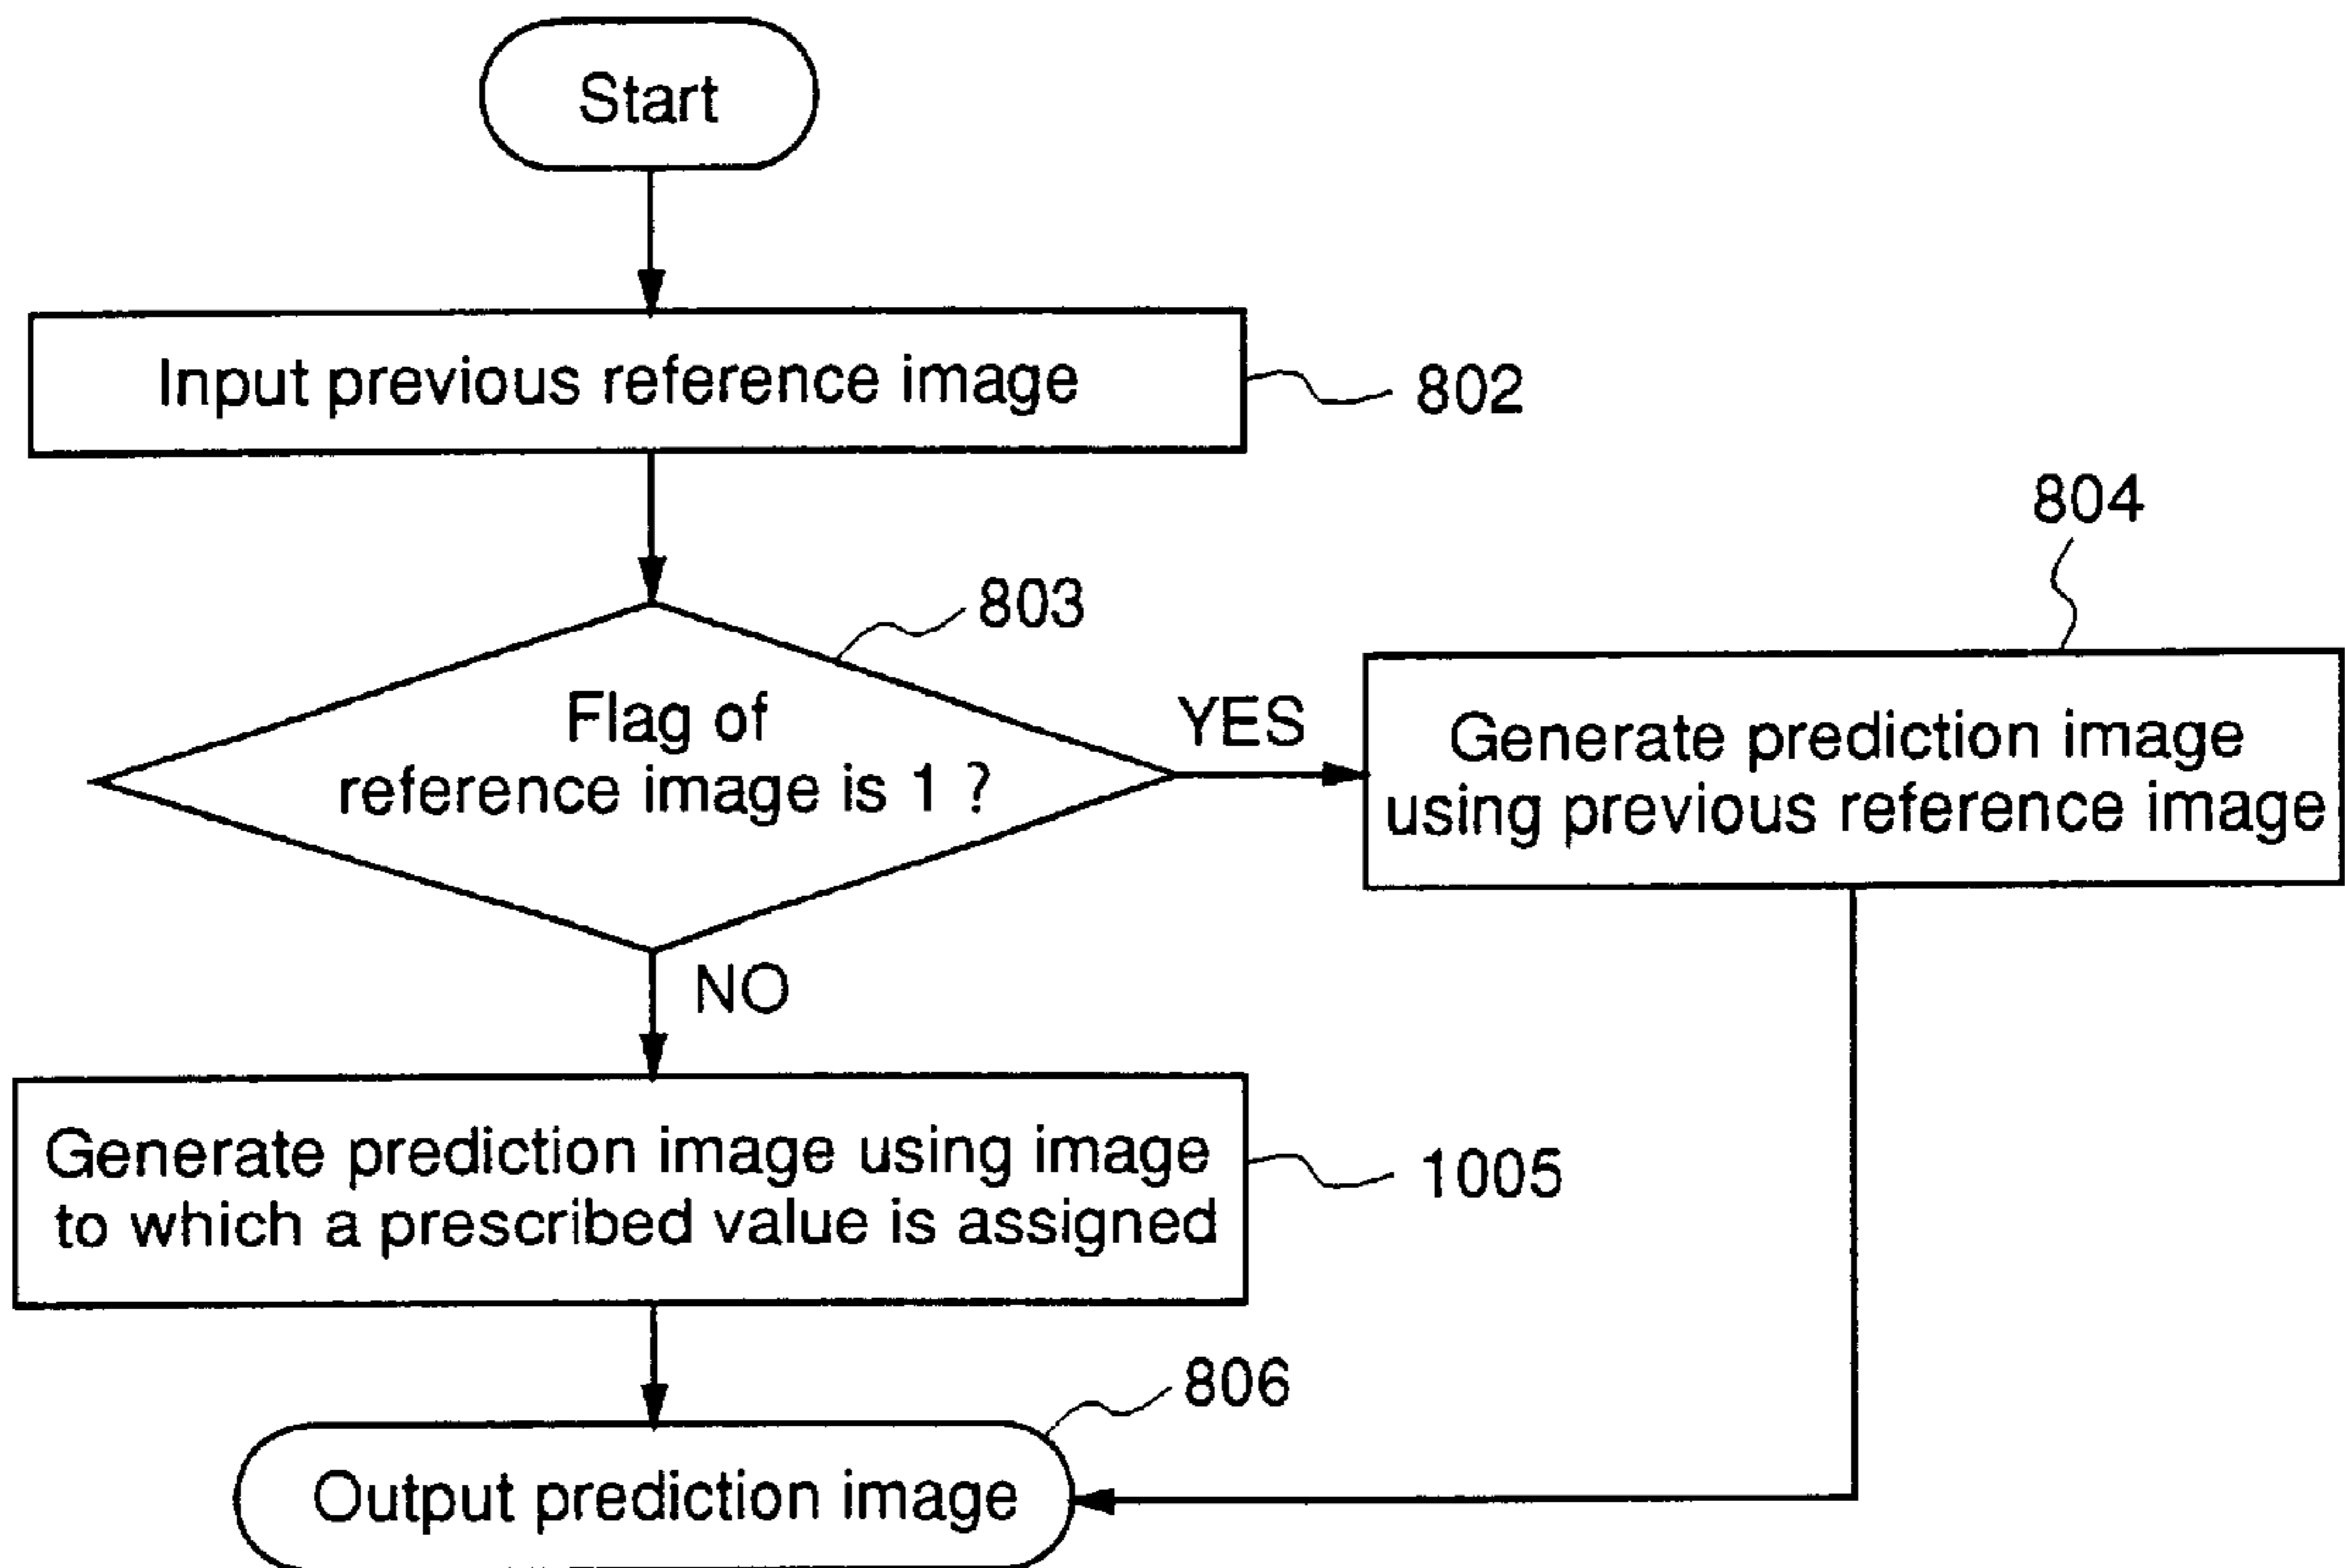 Start
Input previous reference image
802
804
803
Flag of
reference image is 1 ?
YES
Generate prediction image
using previous reference image
NO
Generate prediction image using image
to which a prescribed value is assigned
1005
806
Output prediction image